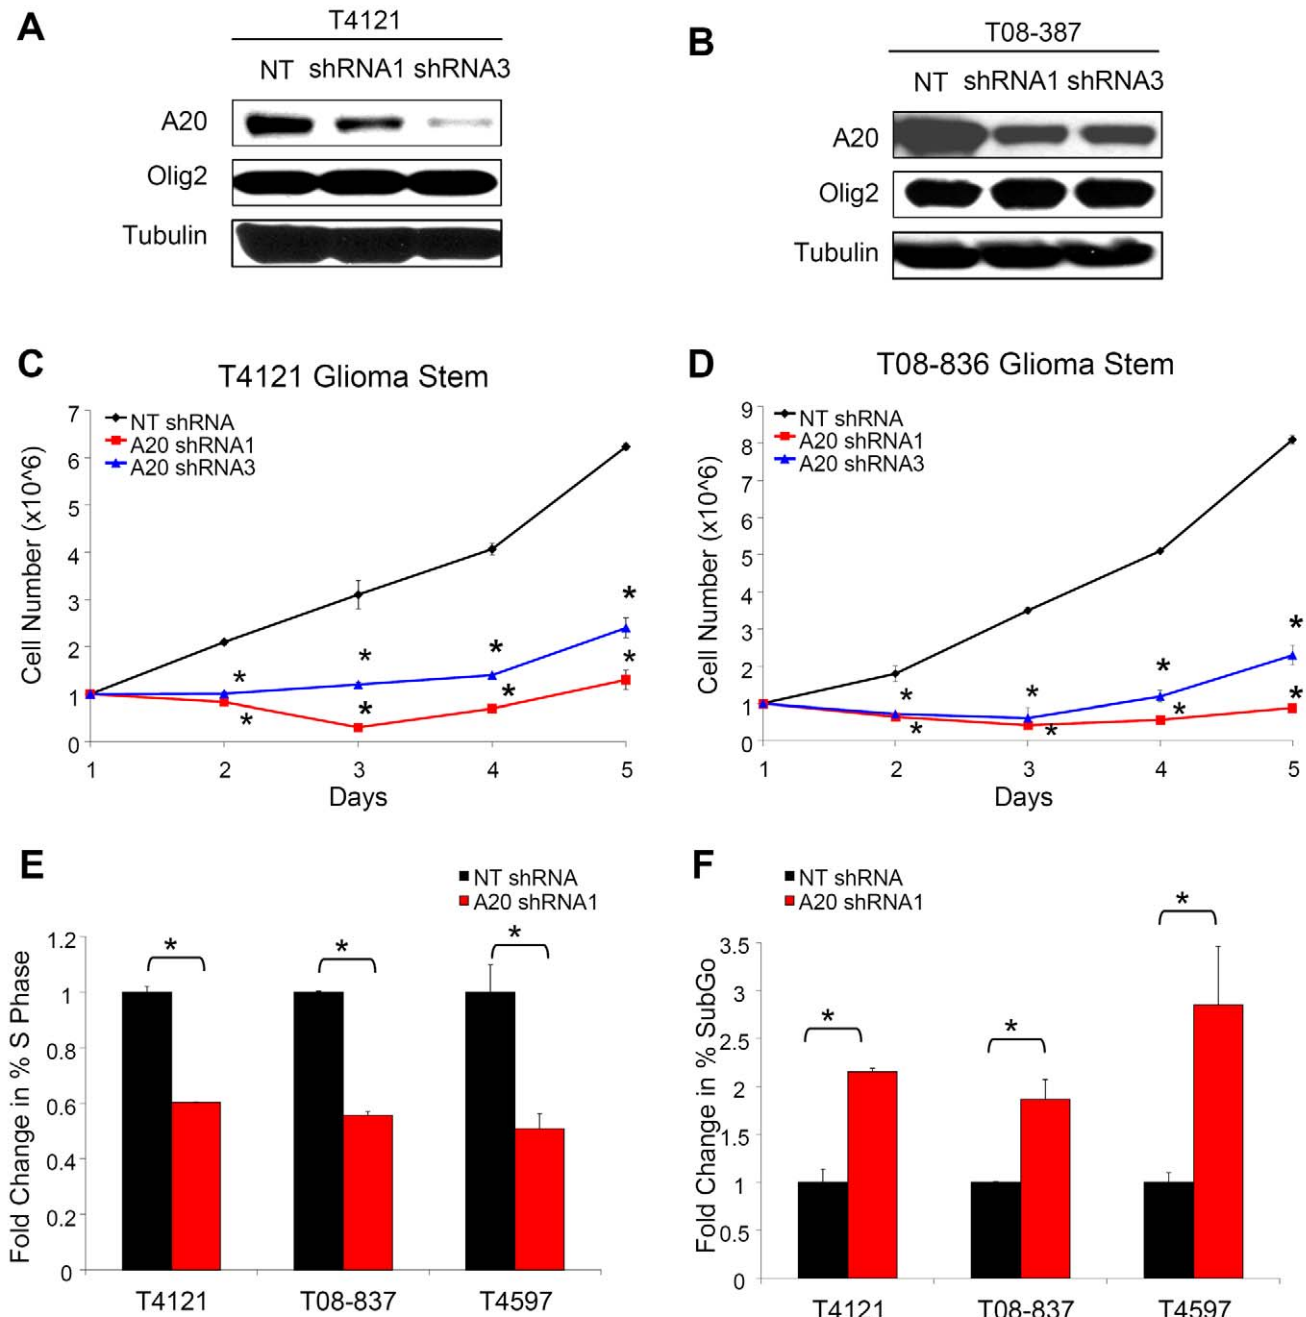 A
T4121
NT shRNA1 shRNA3
A20
Olig2
Tubulin
B
T08-387
NT shRNA1 shRNA3
A20
Olig2
Tubulin
C
T4121 Glioma Stem
NT shRNA
A20 shRNA1
A20 shRNA3
Cell Number (x10^6)
7
6
5
4
3
2
1
0
* * * *
* * * *
1 2 3 4 5
Days
D
T08-836 Glioma Stem
NT shRNA
A20 shRNA1
A20 shRNA3
Cell Number (x10^6)
9
8
7
6
5
4
3
2
1
0
* * * *
* * * *
1 2 3 4 5
Days
E
NT shRNA
A20 shRNA1
Fold Change in % S Phase
1.2
1
0.8
0.6
0.4
0.2
0
* * *
T4121 T08-837 T4597
F
NT shRNA
A20 shRNA1
Fold Change in % SubGo
3.5
3
2.5
2
1.5
1
0.5
0
* * *
T4121 T08-837 T4597